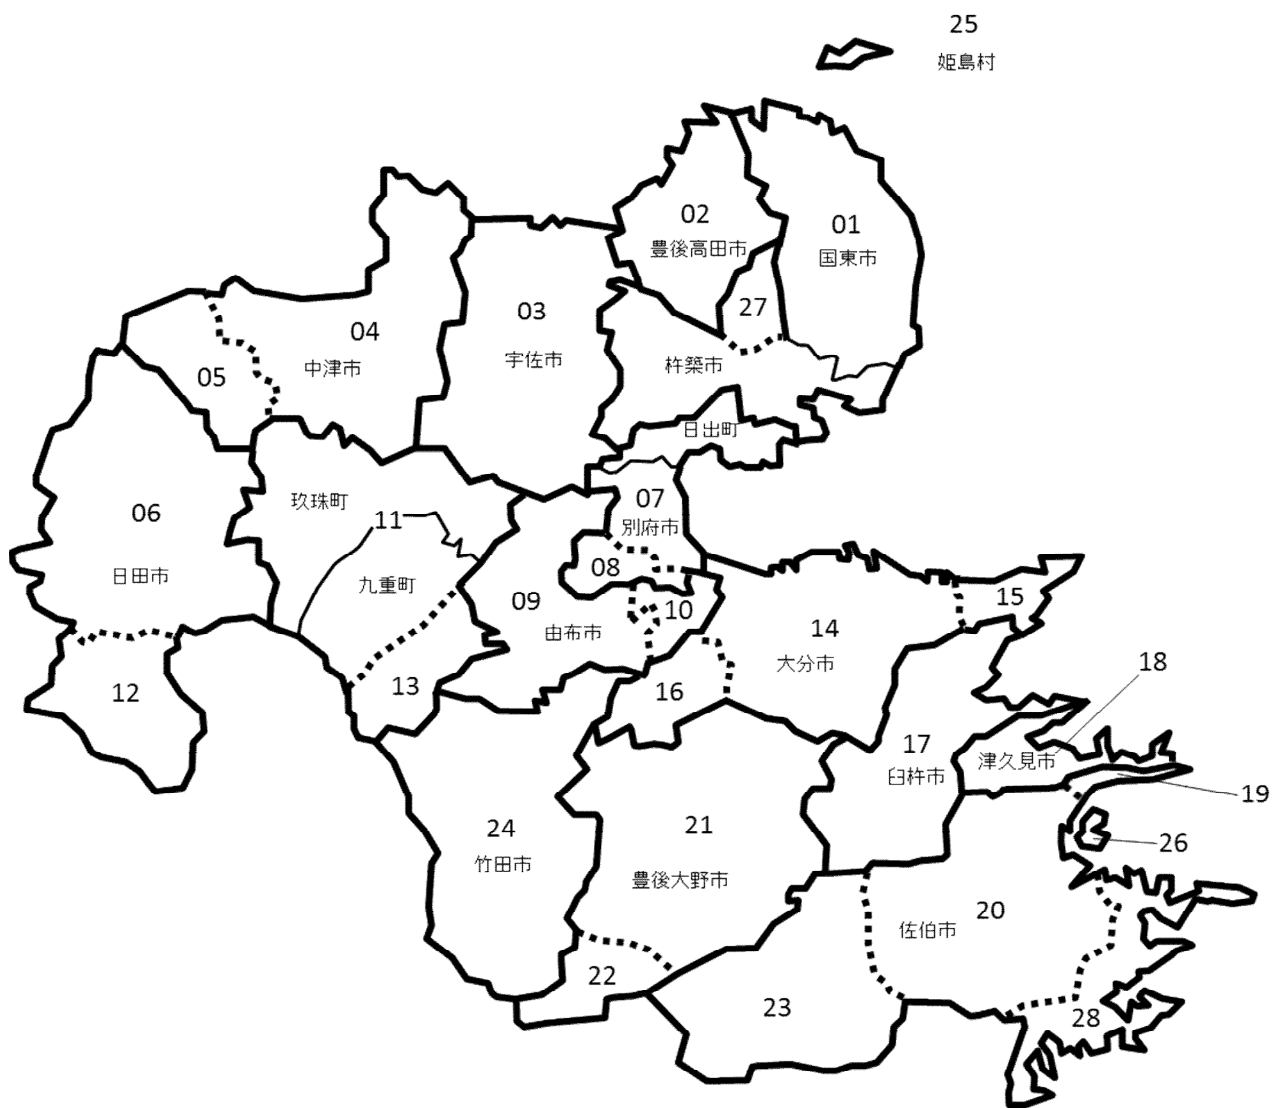 25
姫島村
02
豊後高田市
01
国東市
27
03
宇佐市
04
中津市
05
杵築市
日出町
06
日田市
玖珠町
11
九重町
07
別府市
08
09
由布市
10
12
13
14
大分市
15
16
17
臼杵市
18
津久見市
19
24
竹田市
21
豊後大野市
26
20
佐伯市
22
23
28